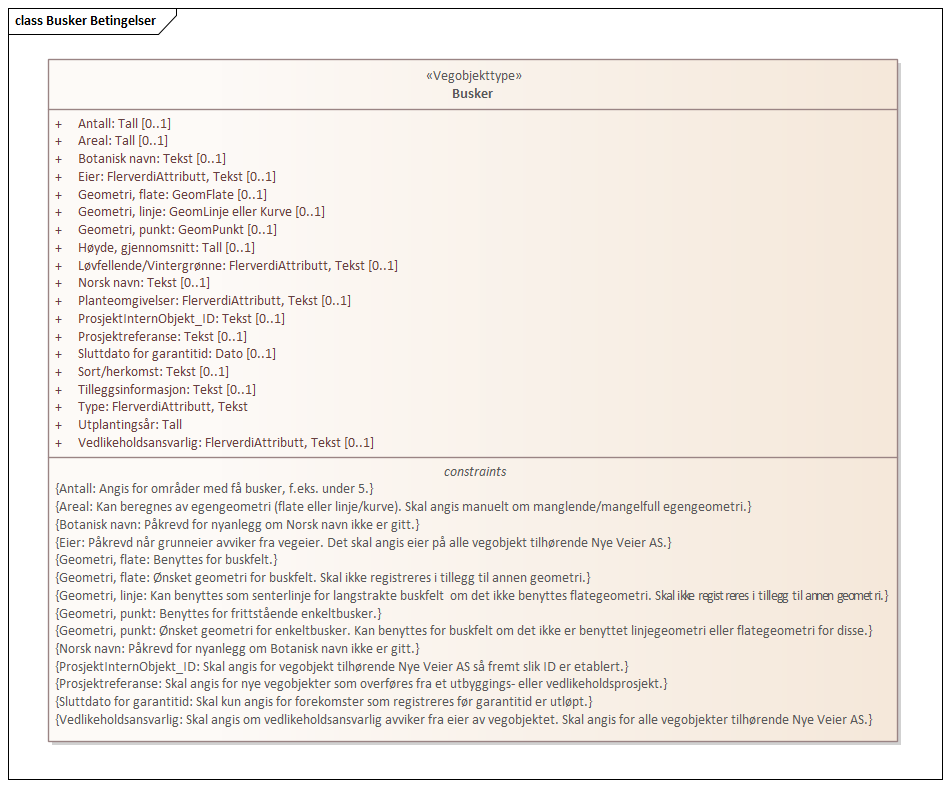 class Busker Betingelser
«Vegobjekttype»
Busker
+ Antall: Tall [0..1]
+ Areal: Tall [0..1]
+ Botanisk navn: Tekst [0..1]
+ Eier: FlerverdiAttributt, Tekst [0..1]
+ Geometri, flate: GeomFlate [0..1]
+ Geometri, linje: GeomLinje eller Kurve [0..1]
+ Geometri, punkt: GeomPunkt [0..1]
+ Høyde, gjennomsnitt: Tall [0..1]
+ Løvfellende/Vintergrønne: FlerverdiAttributt, Tekst [0..1]
+ Norsk navn: Tekst [0..1]
+ Planteomgivelser: FlerverdiAttributt, Tekst [0..1]
+ ProsjektInternObjekt_ID: Tekst [0..1]
+ Prosjektreferanse: Tekst [0..1]
+ Sluttdato for garantitid: Dato [0..1]
+ Sort/herkomst: Tekst [0..1]
+ Tilleggsinformasjon: Tekst [0..1]
+ Type: FlerverdiAttributt, Tekst
+ Utplantingsår: Tall
+ Vedlikeholdsansvarlig: FlerverdiAttributt, Tekst [0..1]
constraints
{Antall: Angis for områder med få busker, f.eks. under 5.}
{Areal: Kan beregnes av egengeometri (flate eller linje/kurve). Skal angis manuelt om manglende/mangelfull egengeometri.}
{Botanisk navn: Påkrevd for nyanlegg om Norsk navn ikke er gitt.}
{Eier: Påkrevd når grunneier avviker fra vegeier. Det skal angis eier på alle vegobjekt tilhørende Nye Veier AS.}
{Geometri, flate: Benyttes for buskfelt.}
{Geometri, flate: Ønsket geometri for buskfelt. Skal ikke registreres i tillegg til annen geometri.}
{Geometri, linje: Kan benyttes som senterlinje for langstrakte buskfelt om det ikke benyttes flategeometri. Skal ikke registreres i tillegg til annen geometri.}
{Geometri, punkt: Benyttes for frittstående enkeltbusker.}
{Geometri, punkt: Ønsket geometri for enkeltbusker. Kan benyttes for buskfelt om det ikke er benyttet linjegeometri eller flategeometri for disse.}
{Norsk navn: Påkrevd for nyanlegg om Botanisk navn ikke er gitt.}
{ProsjektInternObjekt_ID: Skal angis for vegobjekt tilhørende Nye Veier AS så fremt slik ID er etablert.}
{Prosjektreferanse: Skal angis for nye vegobjekter som overføres fra et utbyggings- eller vedlikeholdsprosjekt.}
{Sluttdato for garantitid: Skal kun angis for forekomster som registreres før garantitid er utløpt.}
{Vedlikeholdsansvarlig: Skal angis om vedlikeholdsansvarlig avviker fra eier av vegobjektet. Skal angis for alle vegobjekter tilhørende Nye Veier AS.}